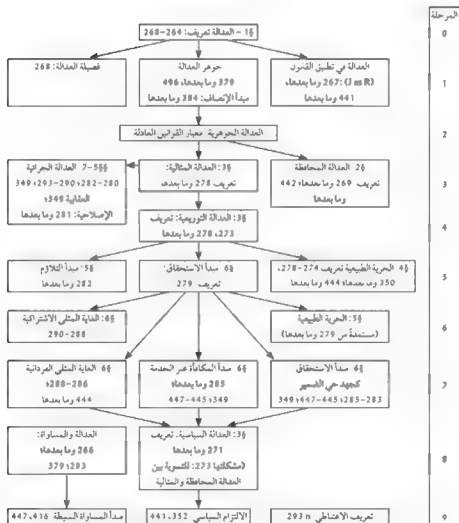 المرحلة
§1- العدالة تعريف: 264-268
0
فضيلة العدالة: 268
جوهر العدالة
379 وما بعدها، 496
مبدأ الإنصاف: 384 وما بعدها
العدالة في تطبيق القانون
(J as R): 267 وما بعدها،
441 وما بعدها
1
العدالة الجوهرية معيار القوانين العادلة
2
§§5-7 العدالة الجزائية
280-282؛ 290-293؛ 349
العقابية 349؛
الإصلاحية: 281 وما بعدها
§3: العدالة المثالية:
تعريف 278 وما بعدها
§2 العدالة المحافظة
تعريف 269 وما بعدها؛ 442
وما بعدها
3
§3: العدالة التوزيعية: تعريف
273، 278 وما بعدها
4
§5: مبدأ التلاؤم
282 وما بعدها
§6 مبدأ الاستحقاق:
تعريف 279
§4 الحرية الطبيعية تعريف 274-278،
350 وما بعدها؛ 444 وما بعدها
5
§6: الغاية المثلى الاشتراكية
288-290
§5: الحرية الطبيعية
(مستمدة من 279 وما بعدها)
6
§6 الغاية المثلى الفردانية
286-288؛
444 وما بعدها
§6 مبدأ المكافأة عبر الخدمة
285 وما بعدها؛
349؛ 445-447
§6 مبدأ الاستحقاق
كجهد حي الضمير
283-285؛ 445-447؛ 349
7
العدالة والمساواة:
266 وما بعدها؛
293؛ 379
§3: العدالة السياسية. تعريف
271 وما بعدها
(مشكلتها 273: للتسوية بين
العدالة المحافظة والمثالية
8
مبدأ المساواة البسيطة 416، 447
الالتزام السياسي 352، 441
تعريف الاعتباطي 293 n
9